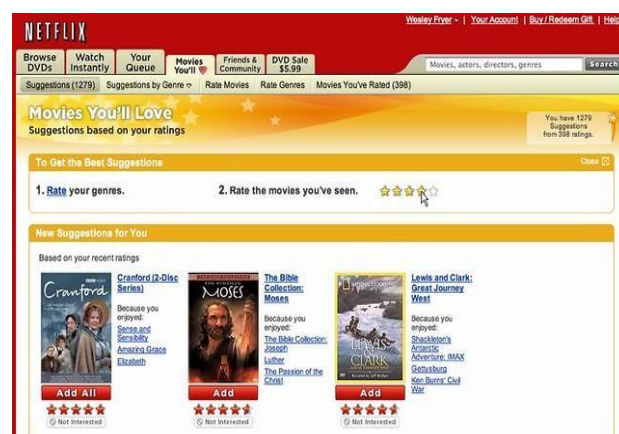 NETFLIX
Wesley Fryer | Your Account | Buy/Redeem Gift | Help
Browse DVDs
Watch Instantly
Your Queue
Movies You'll ♥
Friends & Community
DVD Sale $5.99
Movies, actors, directors, genres
Search
Suggestions (1279) Suggestions by Genre Rate Movies Rate Genres Movies You've Rated (398)
Movies You'll Love
Suggestions based on your ratings
You have 1279
Suggestions
from 398 ratings.
To Get the Best Suggestions
Close
1. Rate your genres.
2. Rate the movies you've seen.
New Suggestions for You
Based on your recent ratings
Cranford
Cranford (2-Disc
Series)
Because you
enjoyed:
Sense and
Sensibility
Amazing Grace
Elizabeth
Add All
Not Interested
MOSES
The Bible
Collection:
Moses
Because you
enjoyed:
The Bible Collection:
Joseph
Luther
The Passion of the
Christ
Add
Not Interested
LEWIS
CLARK
Lewis and Clark:
Great Journey
West
Because you
enjoyed:
Shackleton's
Antarctic
Adventure: IMAX
Gettysburg
Ken Burns' Civil
War
Add
Not Interested